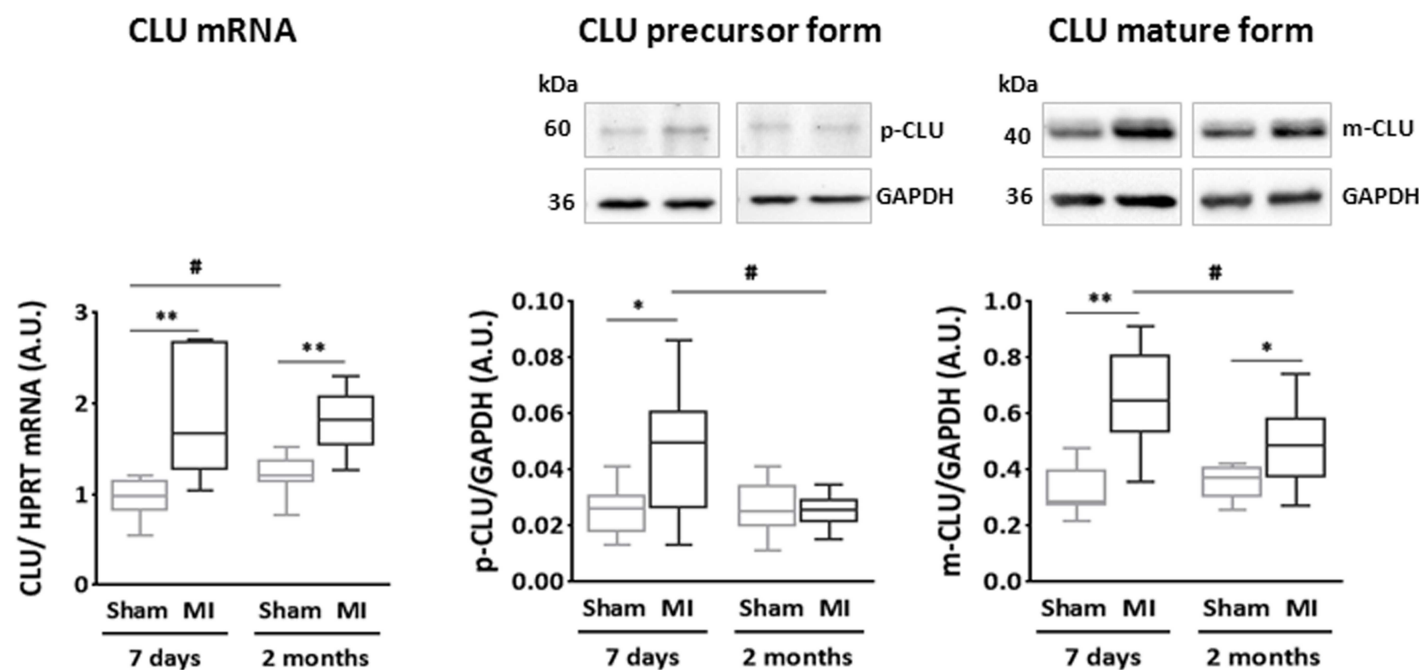 CLU mRNA
#
**
**
CLU/ HPRT mRNA (A.U.)
3
2
1
0
Sham MI Sham MI
7 days 2 months
CLU precursor form
kDa
60
p-CLU
36
GAPDH
#
*
p-CLU/GAPDH (A.U.)
0.10
0.08
0.06
0.04
0.02
0.00
Sham MI Sham MI
7 days 2 months
CLU mature form
kDa
40
m-CLU
36
GAPDH
#
**
*
m-CLU/GAPDH (A.U.)
1.0
0.8
0.6
0.4
0.2
0.0
Sham MI Sham MI
7 days 2 months